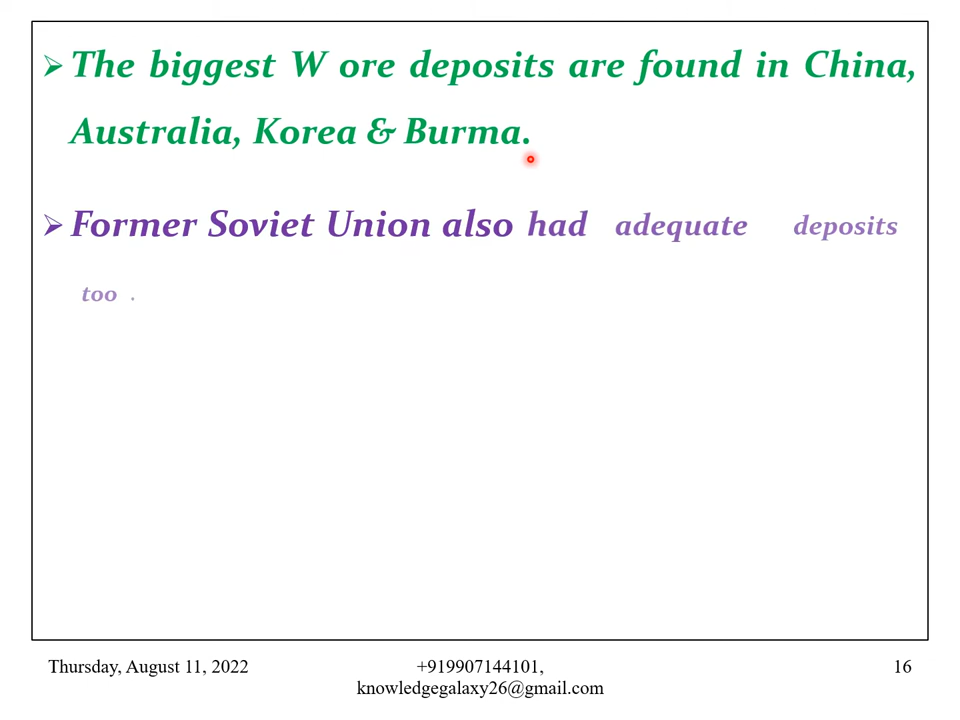 The biggest W ore deposits are found in China,
Australia, Korea & Burma.
Former Soviet Union also had adequate deposits
too .
Thursday, August 11, 2022
+919907144101,
knowledgegalaxy26@gmail.com
16